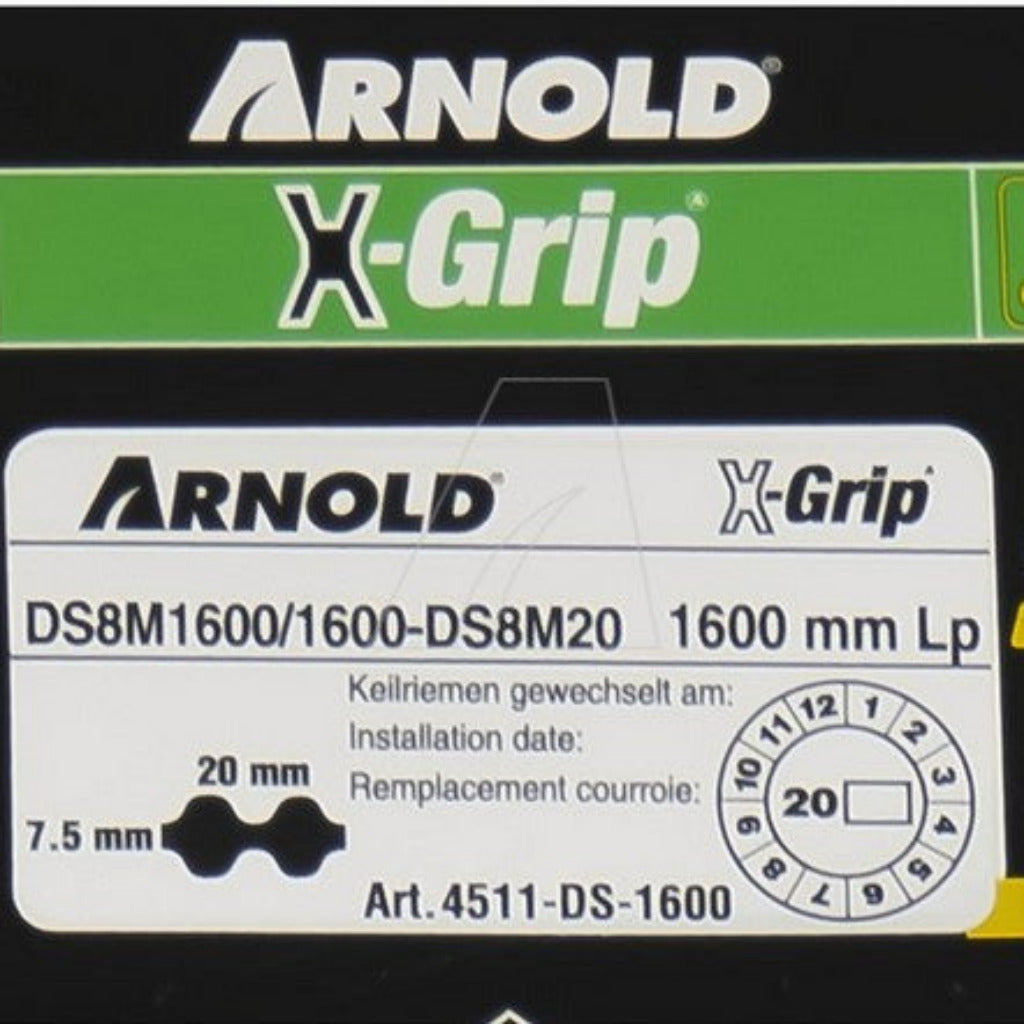 ARNOLD®
X-Grip®
ARNOLD®
X-Grip
DS8M1600/1600-DS8M20 1600 mm Lp
Keilriemen gewechselt am:
Installation date:
Remplacement courroie:
20 mm
7.5 mm
12 1 2 3 4 5 6 7 8 9 10 11
20
Art.4511-DS-1600